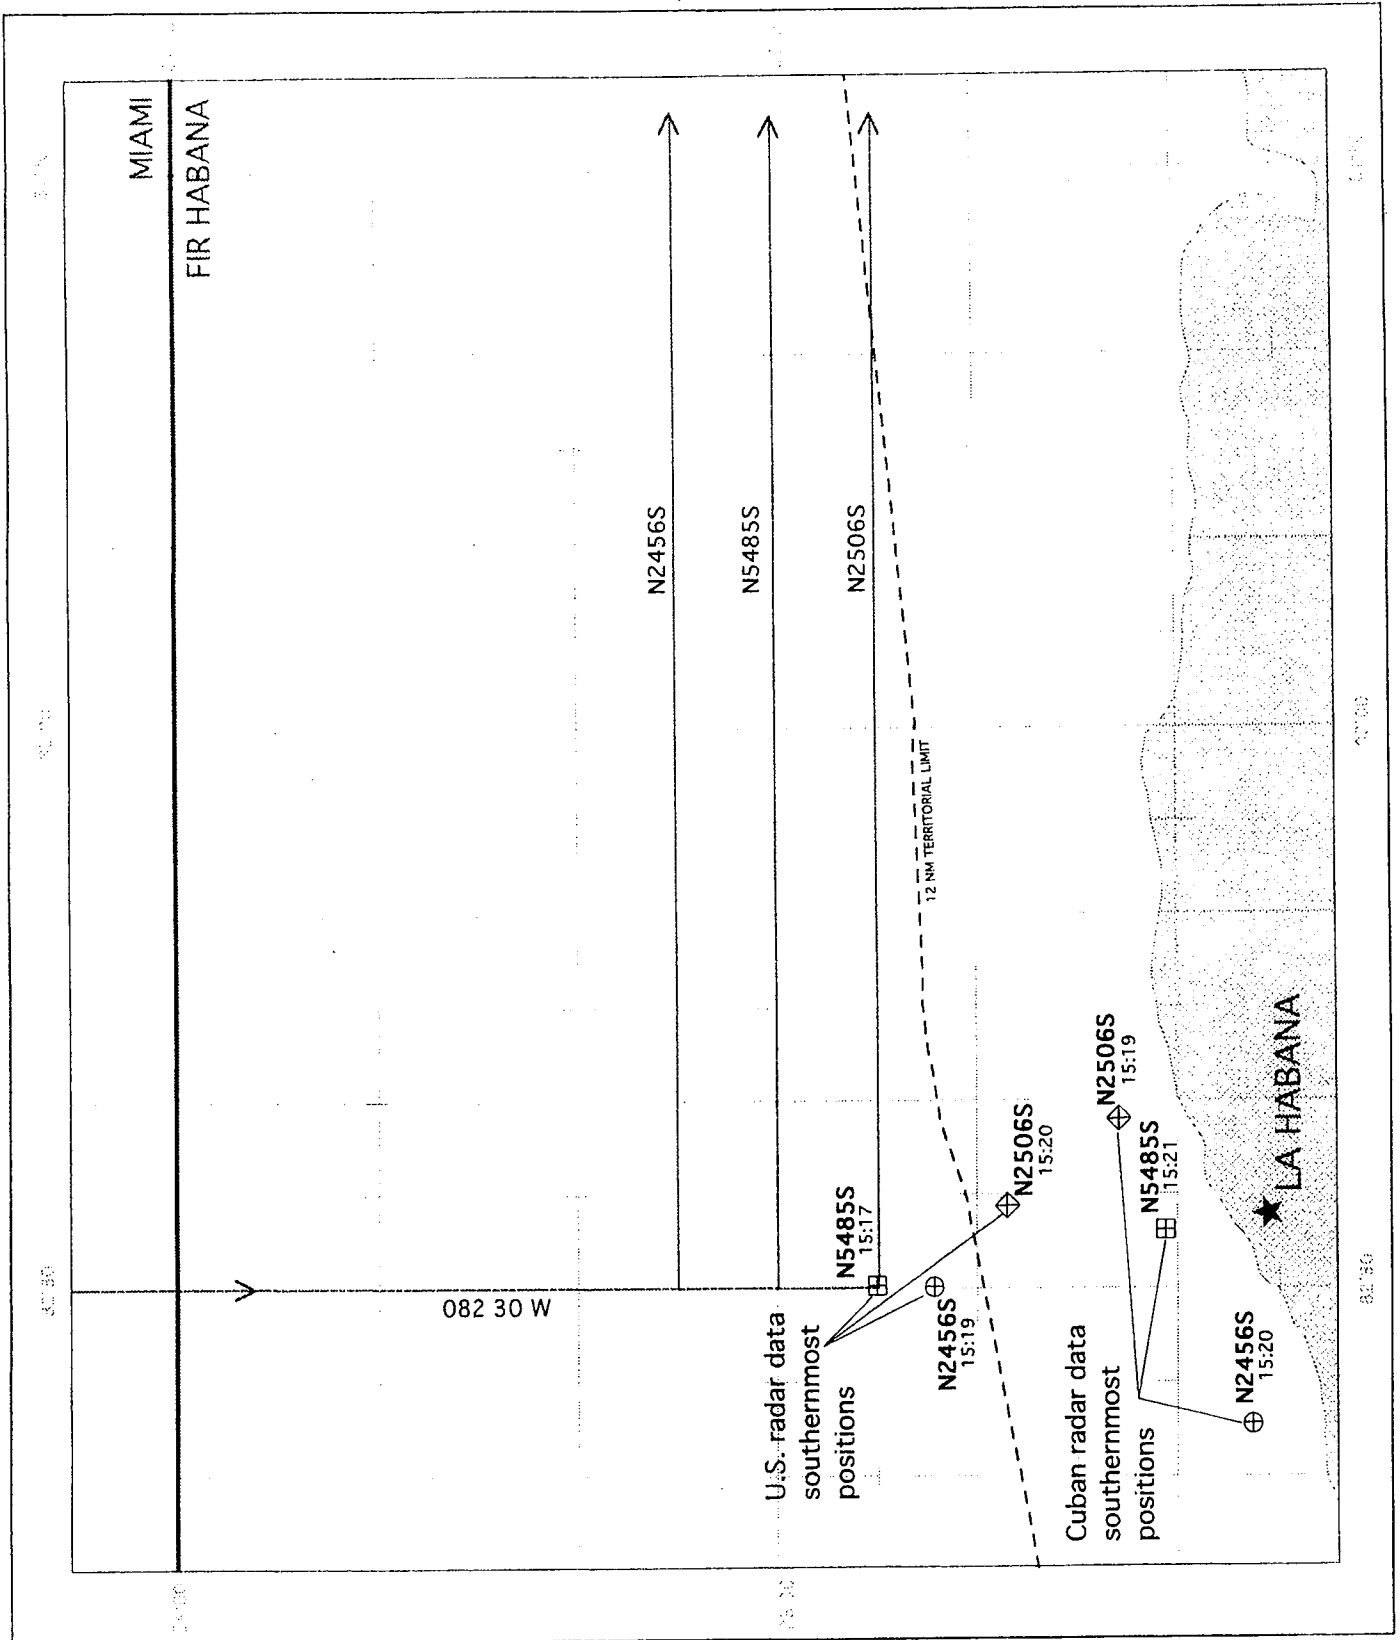 MIAMI
FIR HABANA
N2456S
N5485S
N2506S
12 NM TERRITORIAL LIMIT
082 30 W
N5485S
15:17
N2506S
15:20
N2456S
15:19
U.S. radar data
southernmost
positions
N2506S
15:19
N5485S
15:21
N2456S
15:20
Cuban radar data
southernmost
positions
LA HABANA